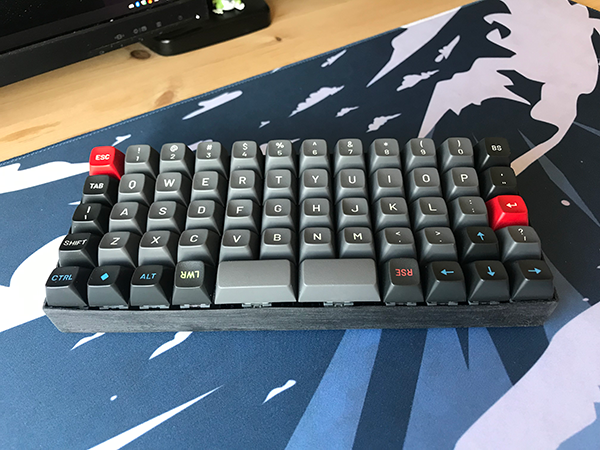 ESC ! 1 @ 2 # 3 $ 4 % 5 ^ 6 & 7 * 8 ( 9 ) 0 BS
TAB Q W E R T Y U I O P
A S D F G H J K L : ;
SHIFT Z X C V B N M < , > . ↑ ? /
CTRL ALT LWR RSE ← ↓ →